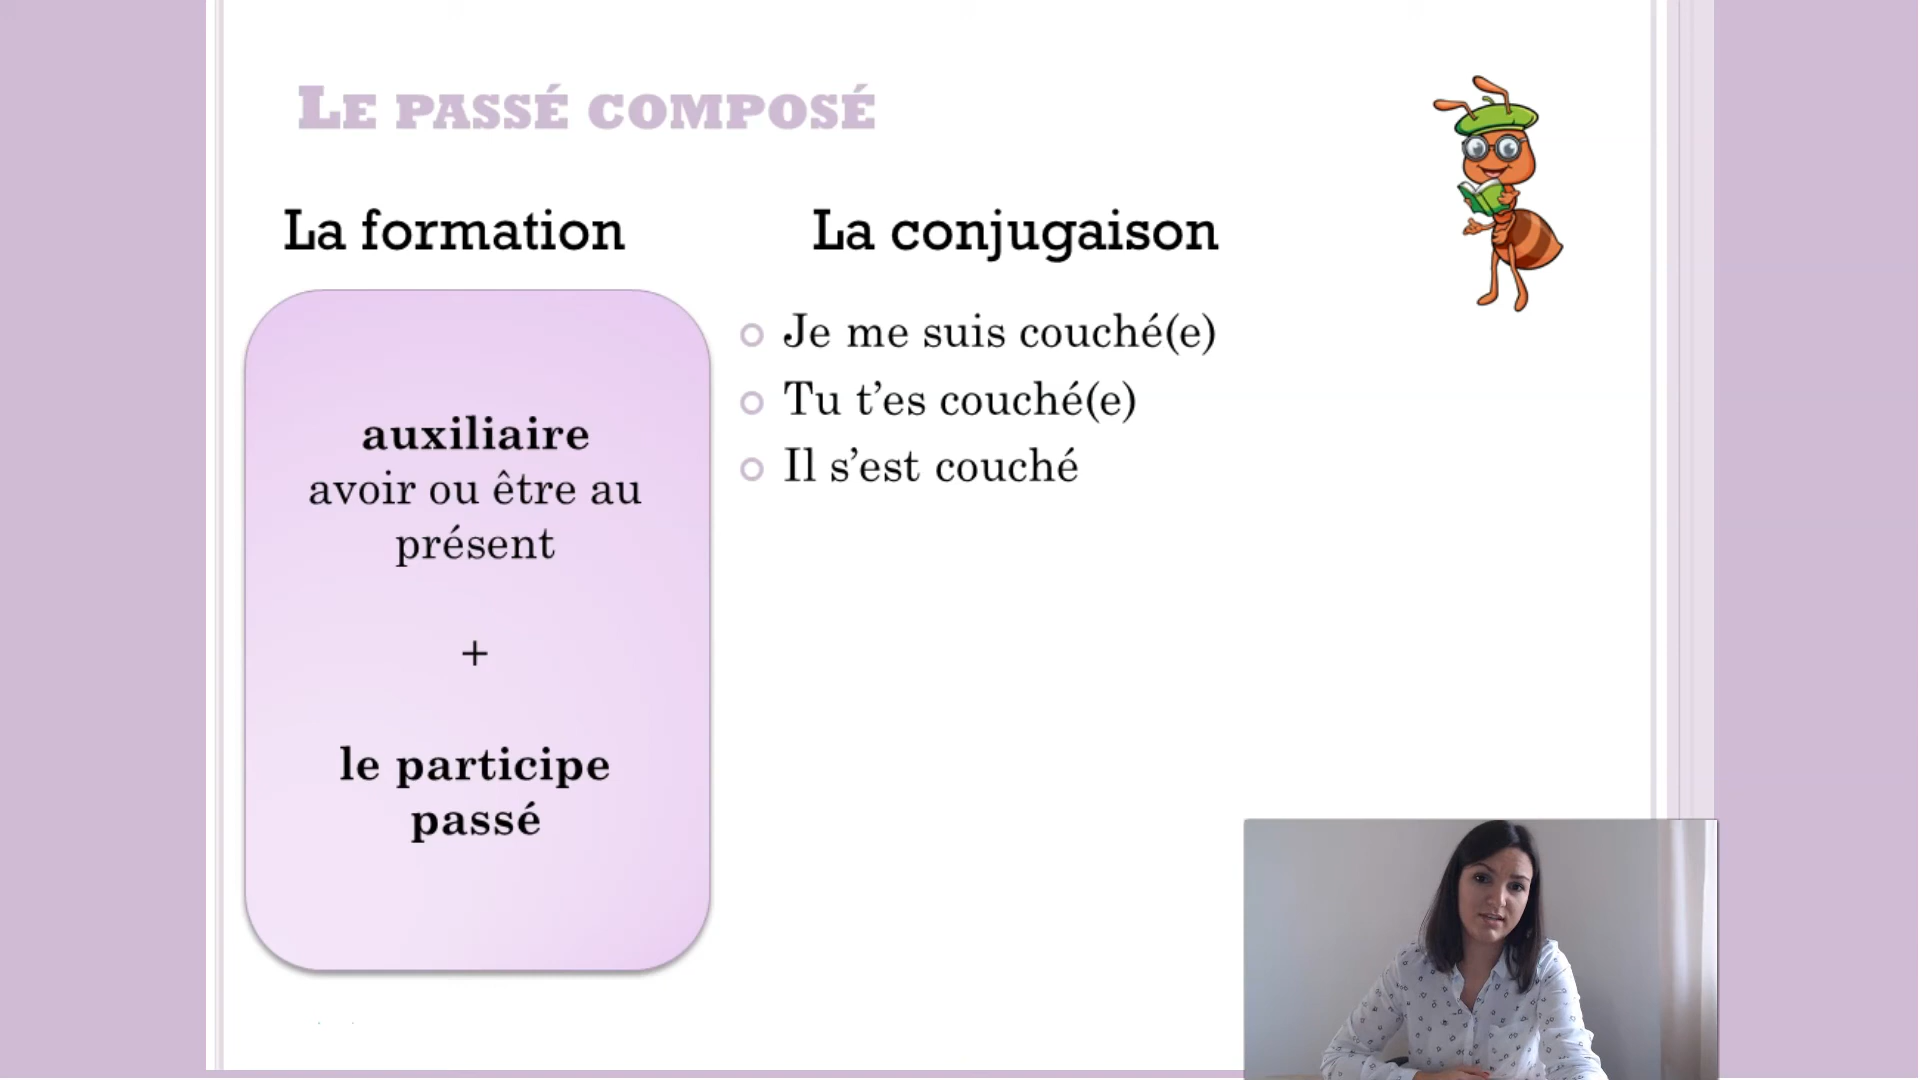 LE PASSÉ COMPOSÉ
La formation
auxiliaire
avoir ou être au
présent
+
le participe
passé
La conjugaison
Je me suis couché(e)
Tu t’es couché(e)
Il s’est couché